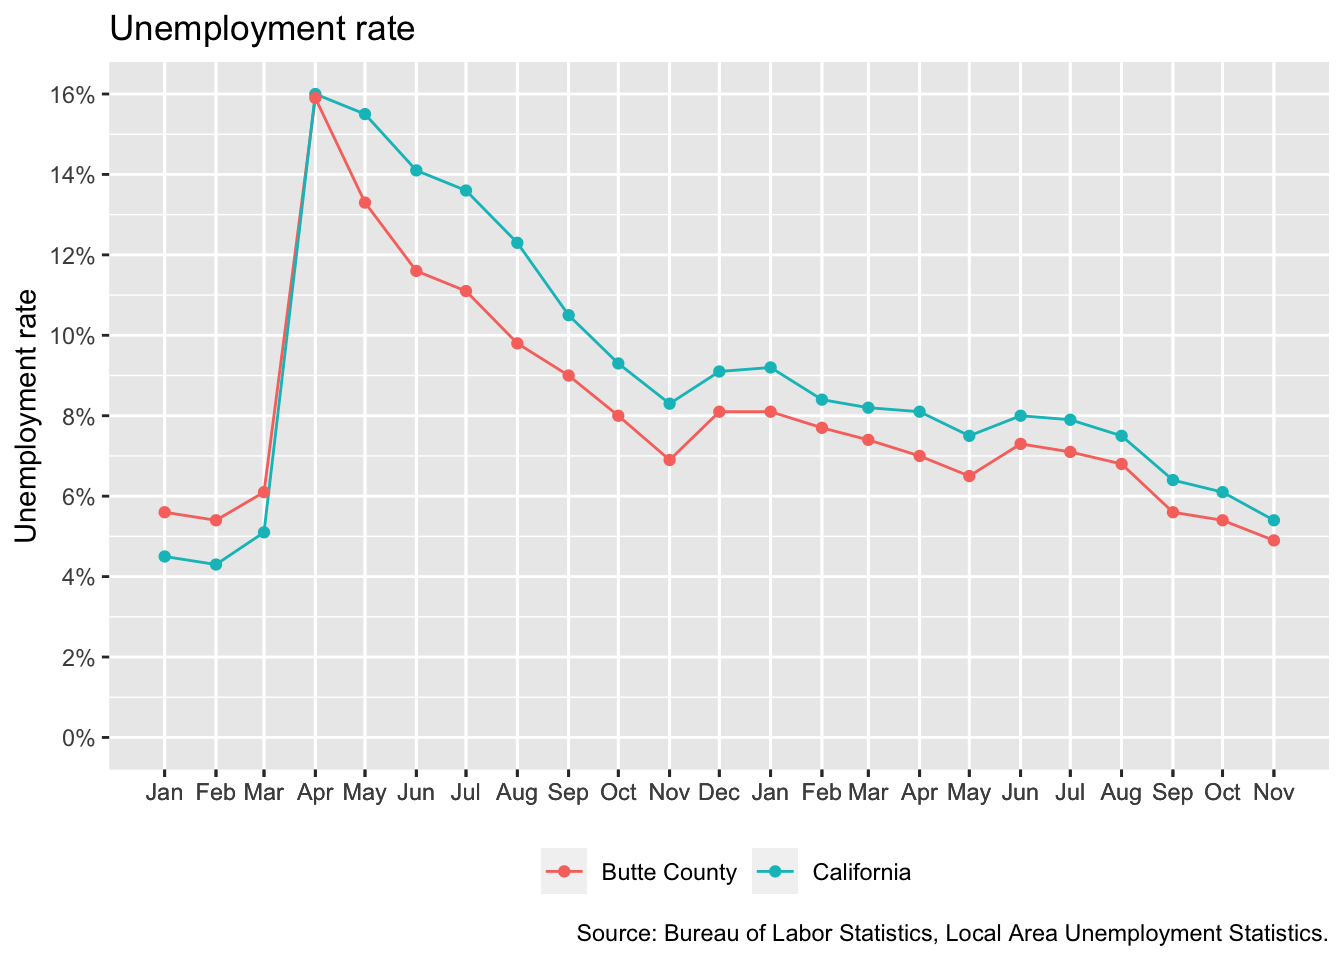 Unemployment rate
Unemployment rate
16%
14%
12%
10%
8%
6%
4%
2%
0%
Jan Feb Mar Apr May Jun Jul Aug Sep Oct Nov Dec Jan Feb Mar Apr May Jun Jul Aug Sep Oct Nov
Butte County California
Source: Bureau of Labor Statistics, Local Area Unemployment Statistics.